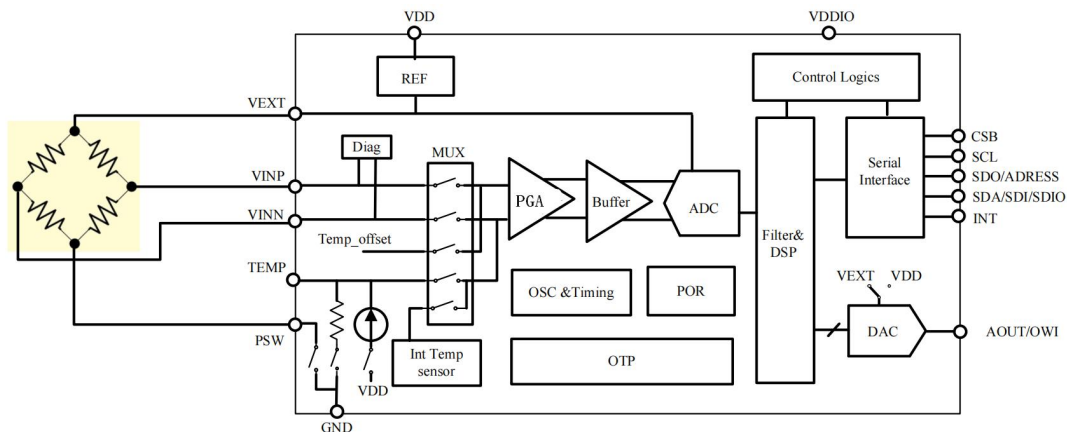 VDD
VDDIO
REF
Control Logics
VEXT
Diag
MUX
CSB
SCL
SDO/ADRESS
SDA/SDI/SDIO
INT
Serial
Interface
VINP
PGA
Buffer
ADC
VINN
Temp_offset
Filter&
DSP
TEMP
OSC &Timing
POR
VEXT
VDD
DAC
AOUT/OWI
PSW
Int Temp
sensor
OTP
VDD
GND